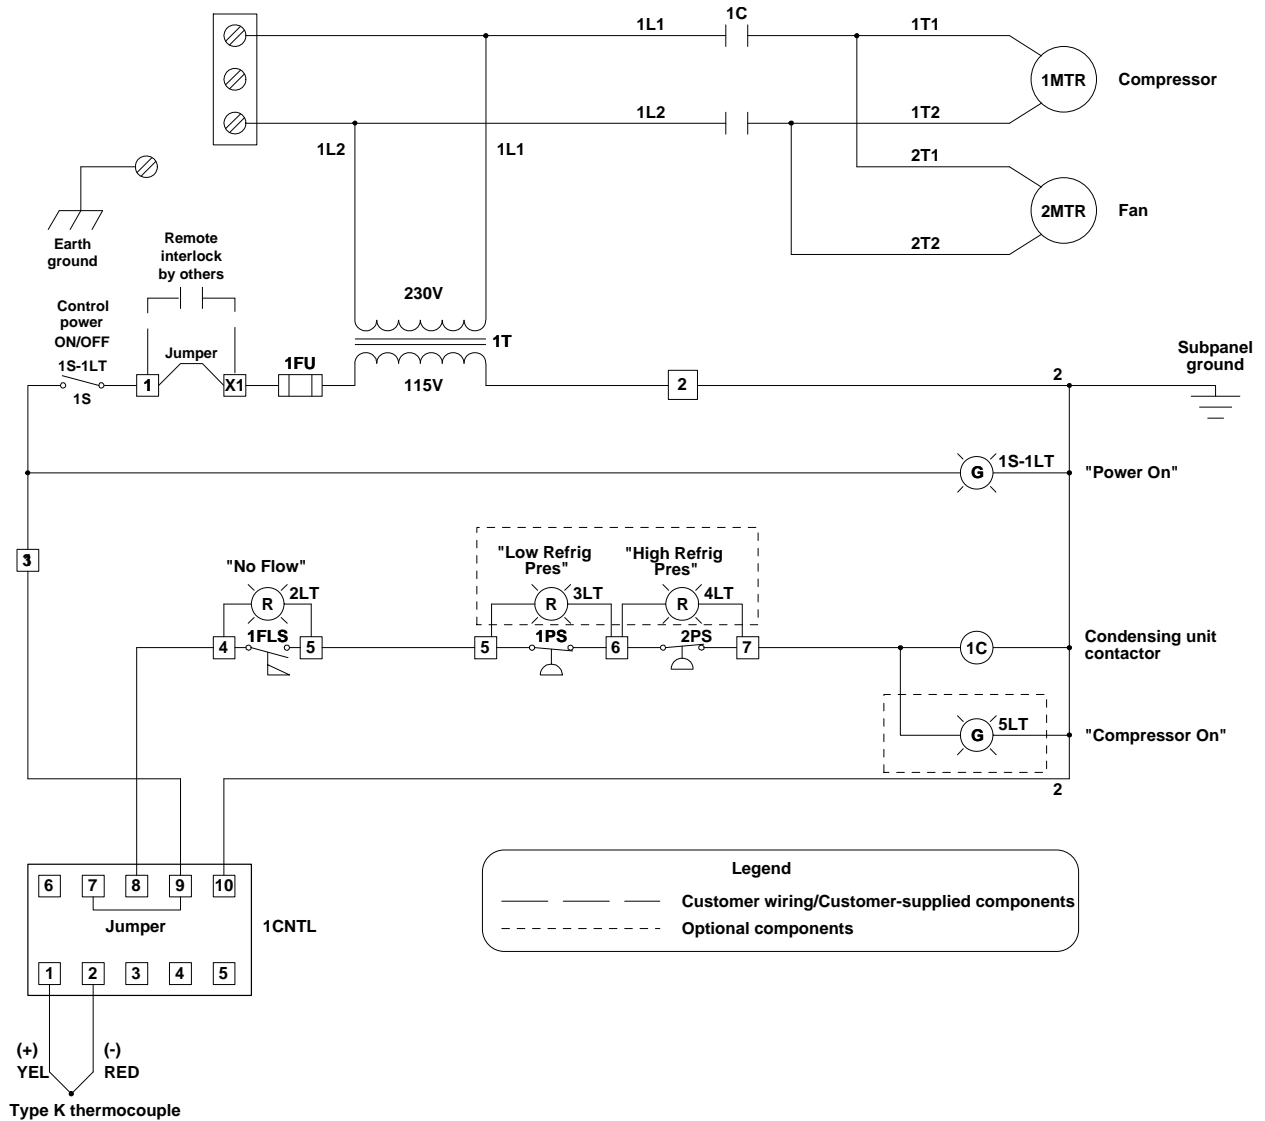 1C
1L1
1T1
1MTR
Compressor
1L2
1T2
1L2
1L1
2T1
2MTR
Fan
2T2
Earth
ground
Remote
interlock
by others
230V
Control
power
ON/OFF
1T
Subpanel
ground
Jumper
1FU
1S-1LT
1
X1
115V
2
2
1S
G
1S-1LT
"Power On"
3
"No Flow"
"Low Refrig
Pres"
"High Refrig
Pres"
R
2LT
R
3LT
R
4LT
4
1FLS
5
5
1PS
6
2PS
7
1C
Condensing unit
contactor
G
5LT
"Compressor On"
2
6
7
8
9
10
Jumper
1CNTL
1
2
3
4
5
Legend
Customer wiring/Customer-supplied components
Optional components
(+)
YEL
(-)
RED
Type K thermocouple